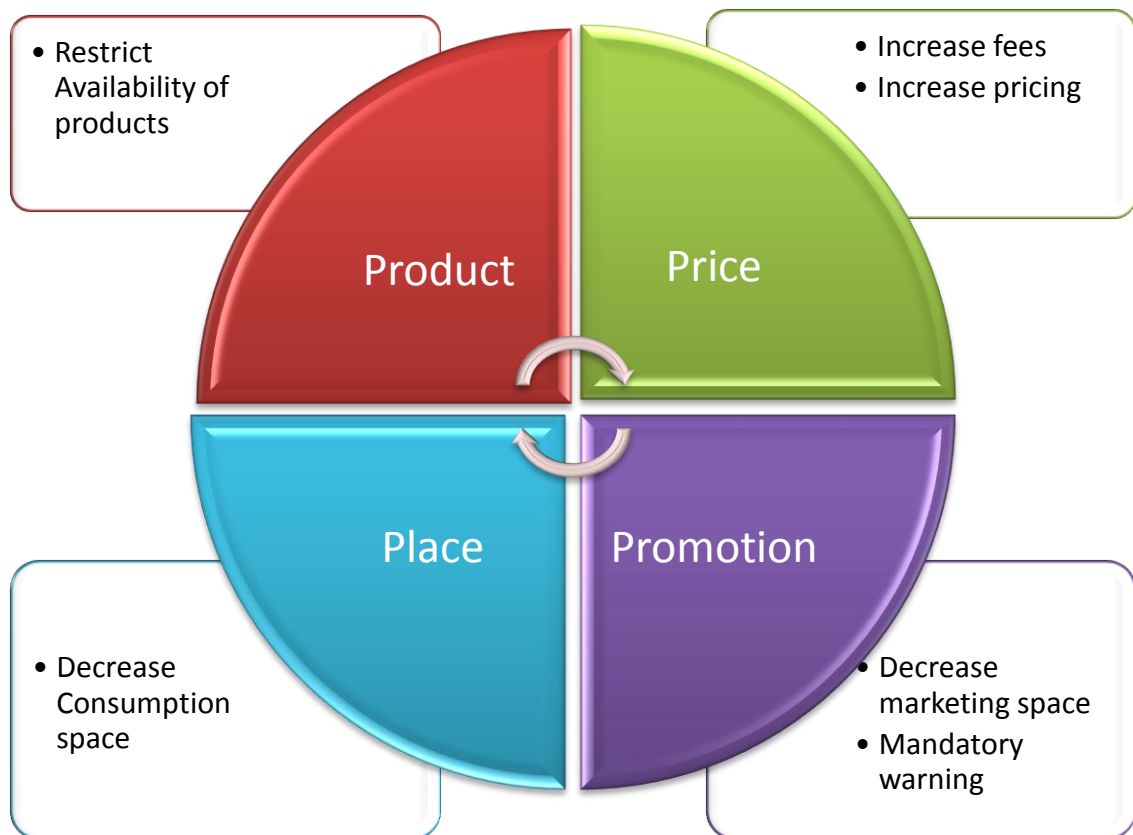 • Restrict
Availability of
products
• Increase fees
• Increase pricing
Product
Price
Place
Promotion
• Decrease
Consumption
space
• Decrease
marketing space
• Mandatory
warning